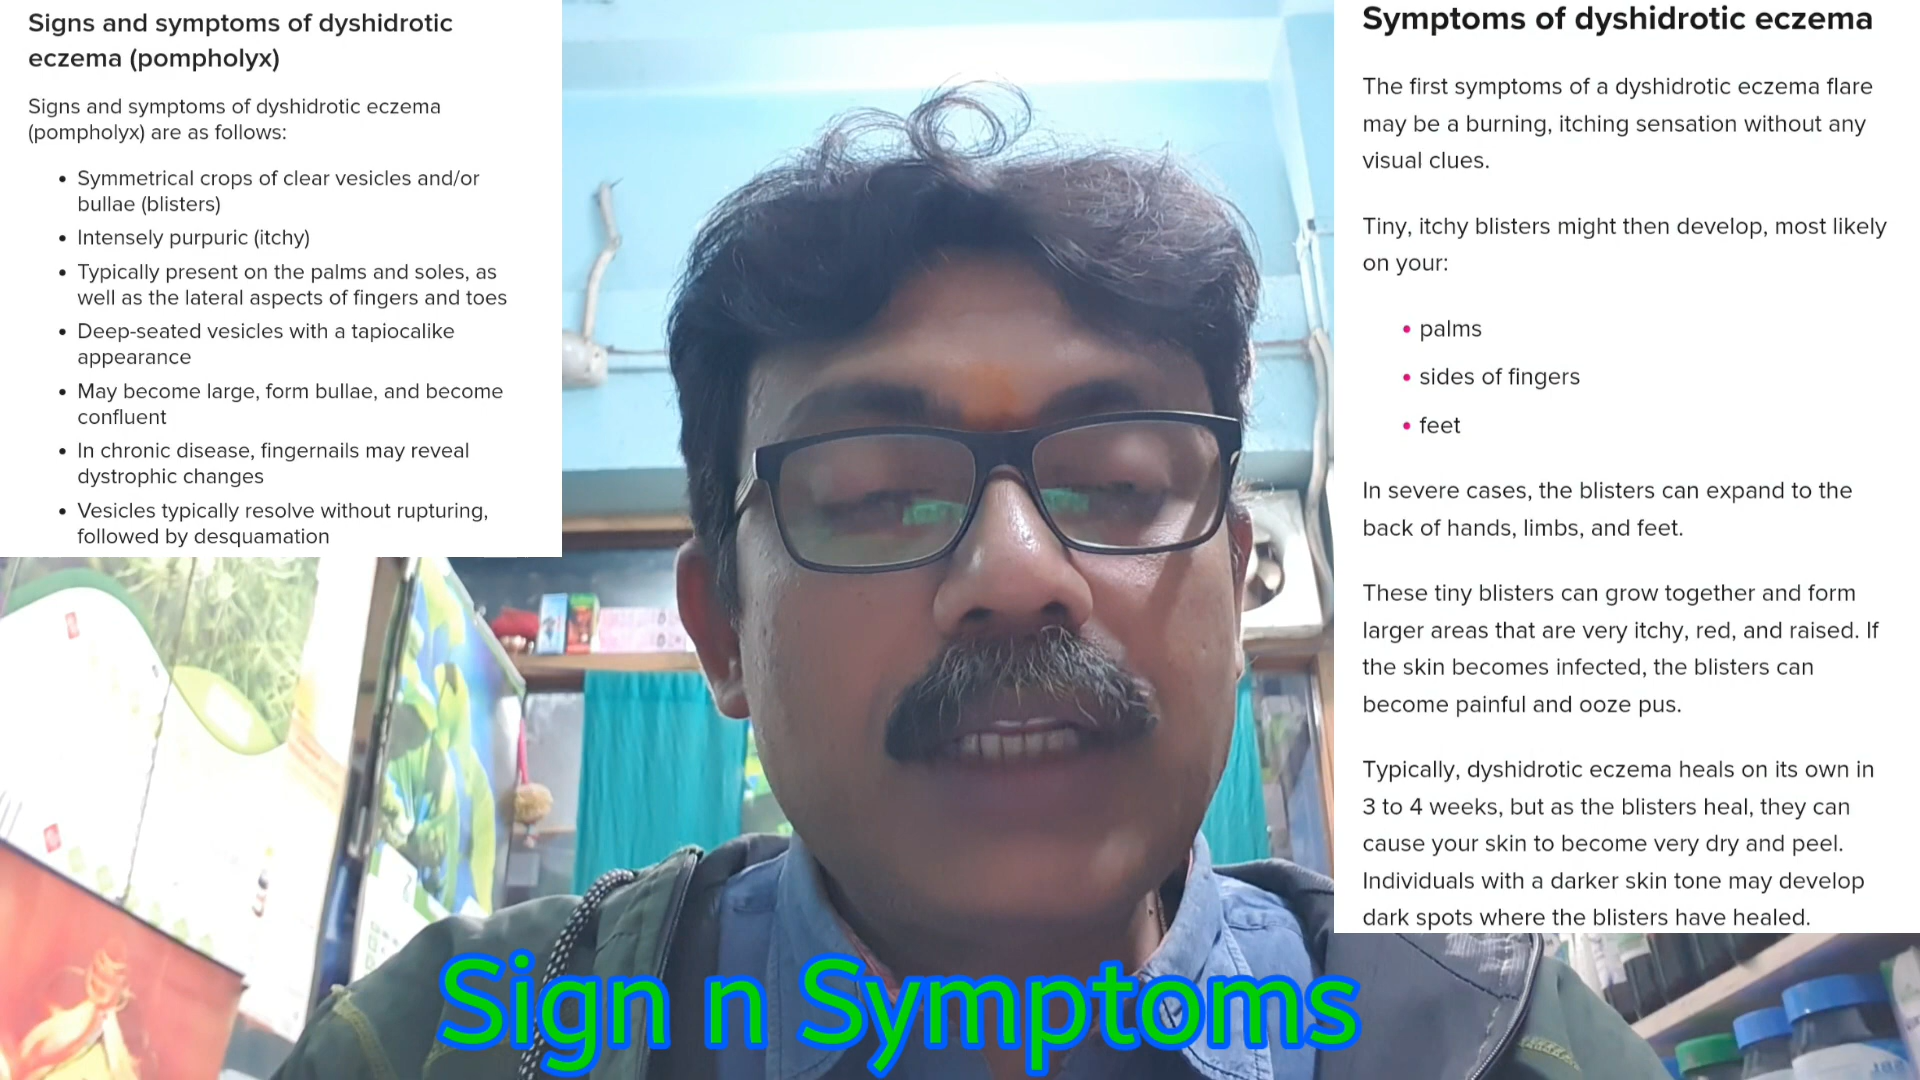 Signs and symptoms of dyshidrotic
eczema (pompholyx)
Signs and symptoms of dyshidrotic eczema
(pompholyx) are as follows:
• Symmetrical crops of clear vesicles and/or
bullae (blisters)
• Intensely purpuric (itchy)
• Typically present on the palms and soles, as
well as the lateral aspects of fingers and toes
• Deep-seated vesicles with a tapiocalike
appearance
• May become large, form bullae, and become
confluent
• In chronic disease, fingernails may reveal
dystrophic changes
• Vesicles typically resolve without rupturing,
followed by desquamation
Symptoms of dyshidrotic eczema
The first symptoms of a dyshidrotic eczema flare
may be a burning, itching sensation without any
visual clues.
Tiny, itchy blisters might then develop, most likely
on your:
• palms
• sides of fingers
• feet
In severe cases, the blisters can expand to the
back of hands, limbs, and feet.
These tiny blisters can grow together and form
larger areas that are very itchy, red, and raised. If
the skin becomes infected, the blisters can
become painful and ooze pus.
Typically, dyshidrotic eczema heals on its own in
3 to 4 weeks, but as the blisters heal, they can
cause your skin to become very dry and peel.
Individuals with a darker skin tone may develop
dark spots where the blisters have healed.
Sign n Symptoms